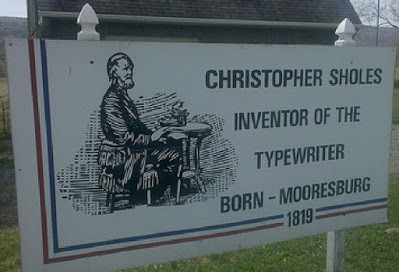 CHRISTOPHER SHOLES
INVENTOR OF THE
TYPEWRITER
BORN - MOORESBURG
1819